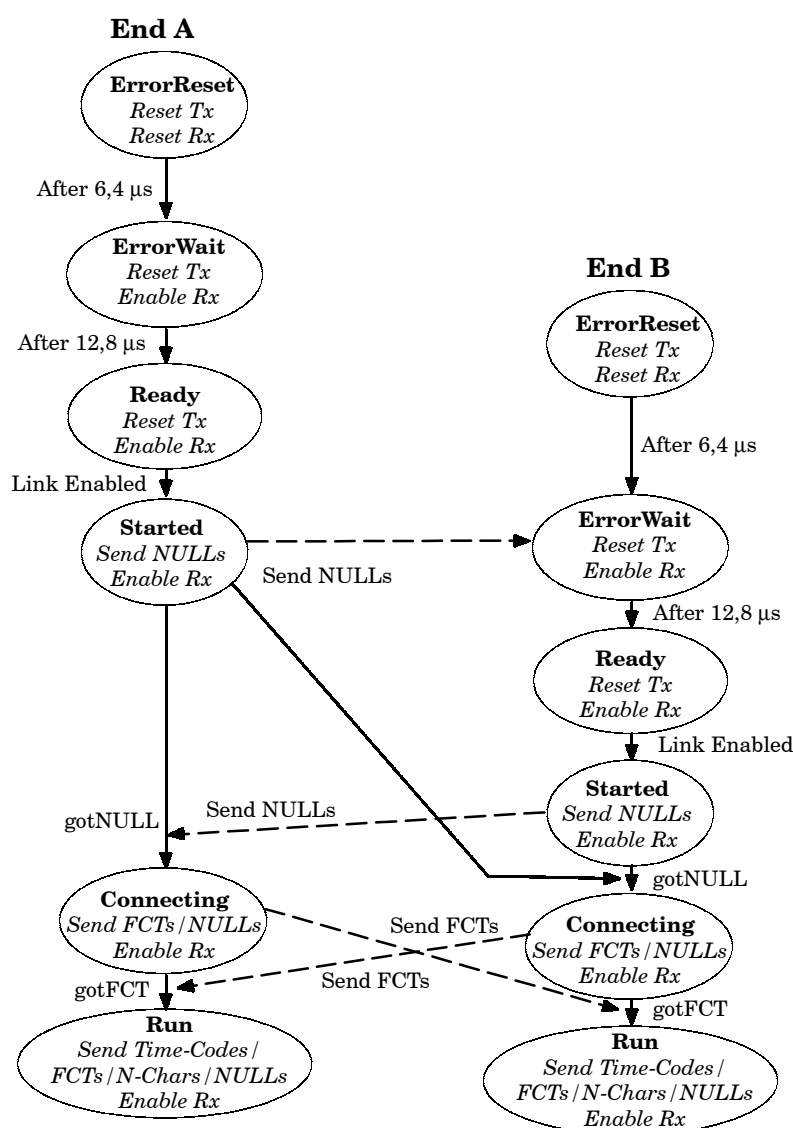 End A
ErrorReset
Reset Tx
Reset Rx
After 6,4 µs
ErrorWait
Reset Tx
Enable Rx
After 12,8 µs
Ready
Reset Tx
Enable Rx
Link Enabled
Started
Send NULLs
Enable Rx
Send NULLs
End B
ErrorReset
Reset Tx
Reset Rx
After 6,4 µs
ErrorWait
Reset Tx
Enable Rx
After 12,8 µs
Ready
Reset Tx
Enable Rx
Link Enabled
Started
Send NULLs
Enable Rx
Send NULLs
gotNULL
gotNULL
Connecting
Send FCTs/NULLs
Enable Rx
Send FCTs
Send FCTs
Connecting
Send FCTs/NULLs
Enable Rx
gotFCT
gotFCT
Run
Send Time-Codes/
FCTs/N-Chars/NULLs
Enable Rx
Run
Send Time-Codes/
FCTs/N-Chars/NULLs
Enable Rx